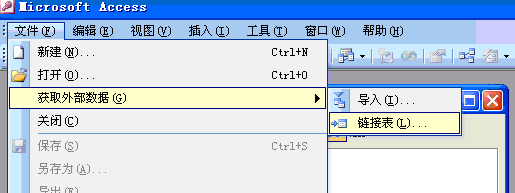 Microsoft Access
文件(F) 编辑(E) 视图(V) 插入(I) 工具(T) 窗口(W) 帮助(H)
新建(N)... Ctrl+N
打开(O)... Ctrl+O
获取外部数据(G)
导入(I)...
关闭(C)
链接表(L)...
保存(S) Ctrl+S
另存为(A)...
导出(E)